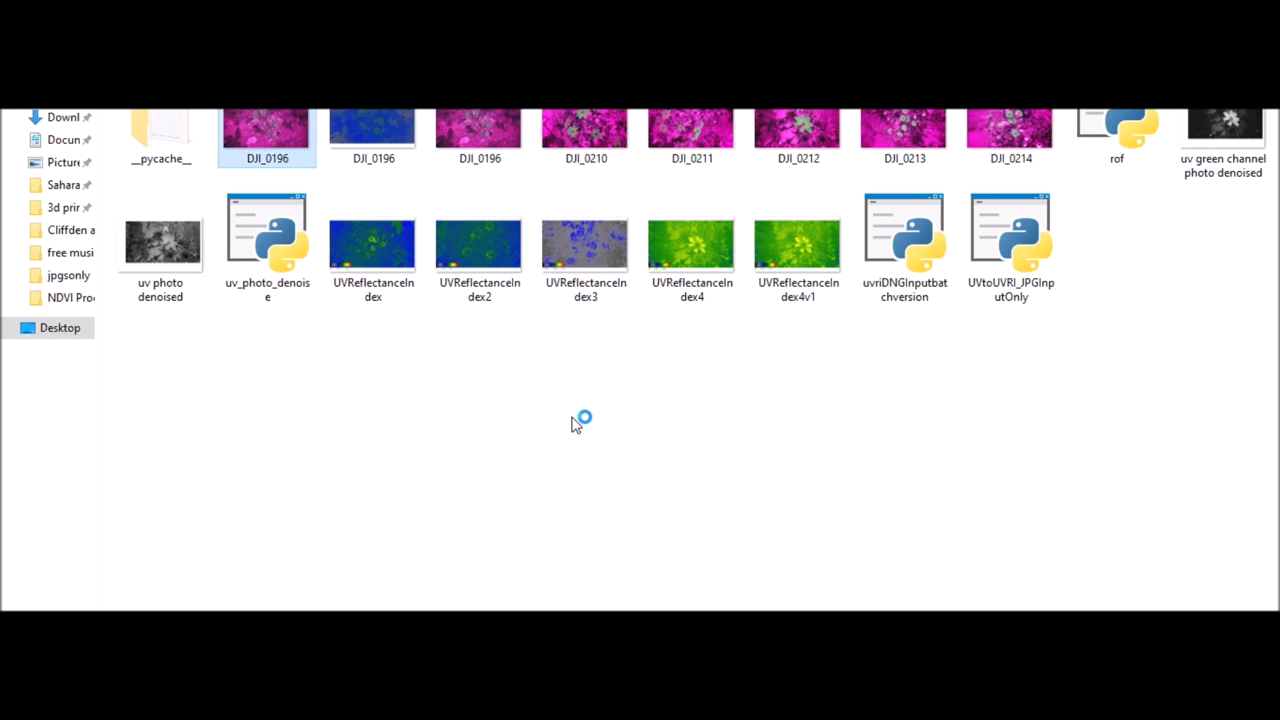 Downl
Docun
Picture
Sahara
3d prir
Cliffden a
free musi
jpgsonly
NDVI Pro
Desktop
__pycache__
DJI_0196
DJI_0196
DJI_0196
DJI_0210
DJI_0211
DJI_0212
DJI_0213
DJI_0214
rof
uv green channel
photo denoised
uv photo
denoised
uv_photo_denois
e
UVReflectanceIn
dex
UVReflectanceIn
dex2
UVReflectanceIn
dex3
UVReflectanceIn
dex4
UVReflectanceIn
dex4v1
uvriDNGInputbat
chversion
UVtoUVRI_JPGInp
utOnly